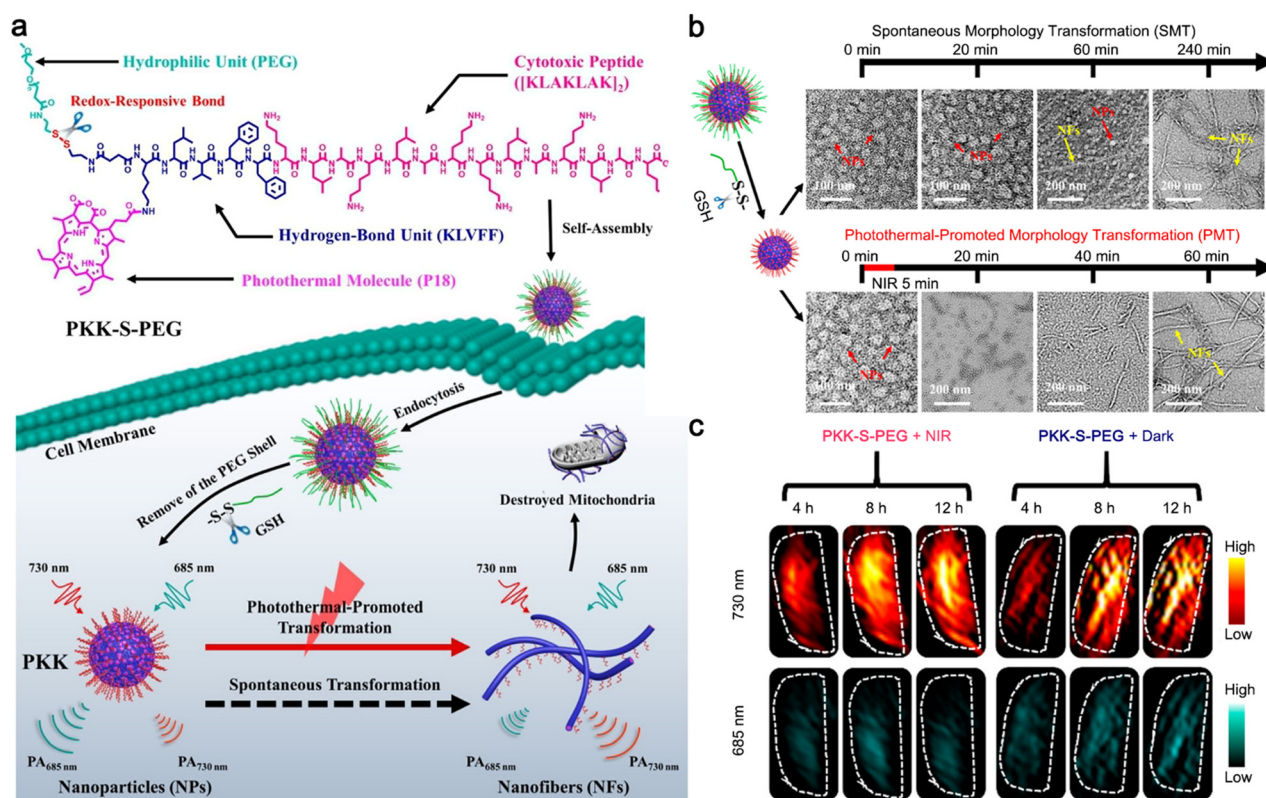 a
Hydrophilic Unit (PEG)
Redox-Responsive Bond
Cytotoxic Peptide
([KLAKLAK]₂)
Hydrogen-Bond Unit (KLVFF)
Self-Assembly
Photothermal Molecule (P18)
PKK-S-PEG
Cell Membrane
Endocytosis
Remove of the PEG Shell
-S-S-
GSH
Destroyed Mitochondria
730 nm
685 nm
Photothermal-Promoted
Transformation
PKK
Spontaneous Transformation
730 nm
685 nm
PA685 nm
PA730 nm
Nanoparticles (NPs)
PA685 nm
PA730 nm
Nanofibers (NFs)
b
Spontaneous Morphology Transformation (SMT)
0 min
20 min
60 min
240 min
NPs
100 nm
NPs
100 nm
NFs
NPs
200 nm
NFs
200 nm
-S-S-
GSH
Photothermal-Promoted Morphology Transformation (PMT)
0 min
20 min
40 min
60 min
NIR 5 min
NPs
100 nm
200 nm
200 nm
NFs
200 nm
c
PKK-S-PEG + NIR
PKK-S-PEG + Dark
4 h
8 h
12 h
4 h
8 h
12 h
730 nm
High
Low
685 nm
High
Low